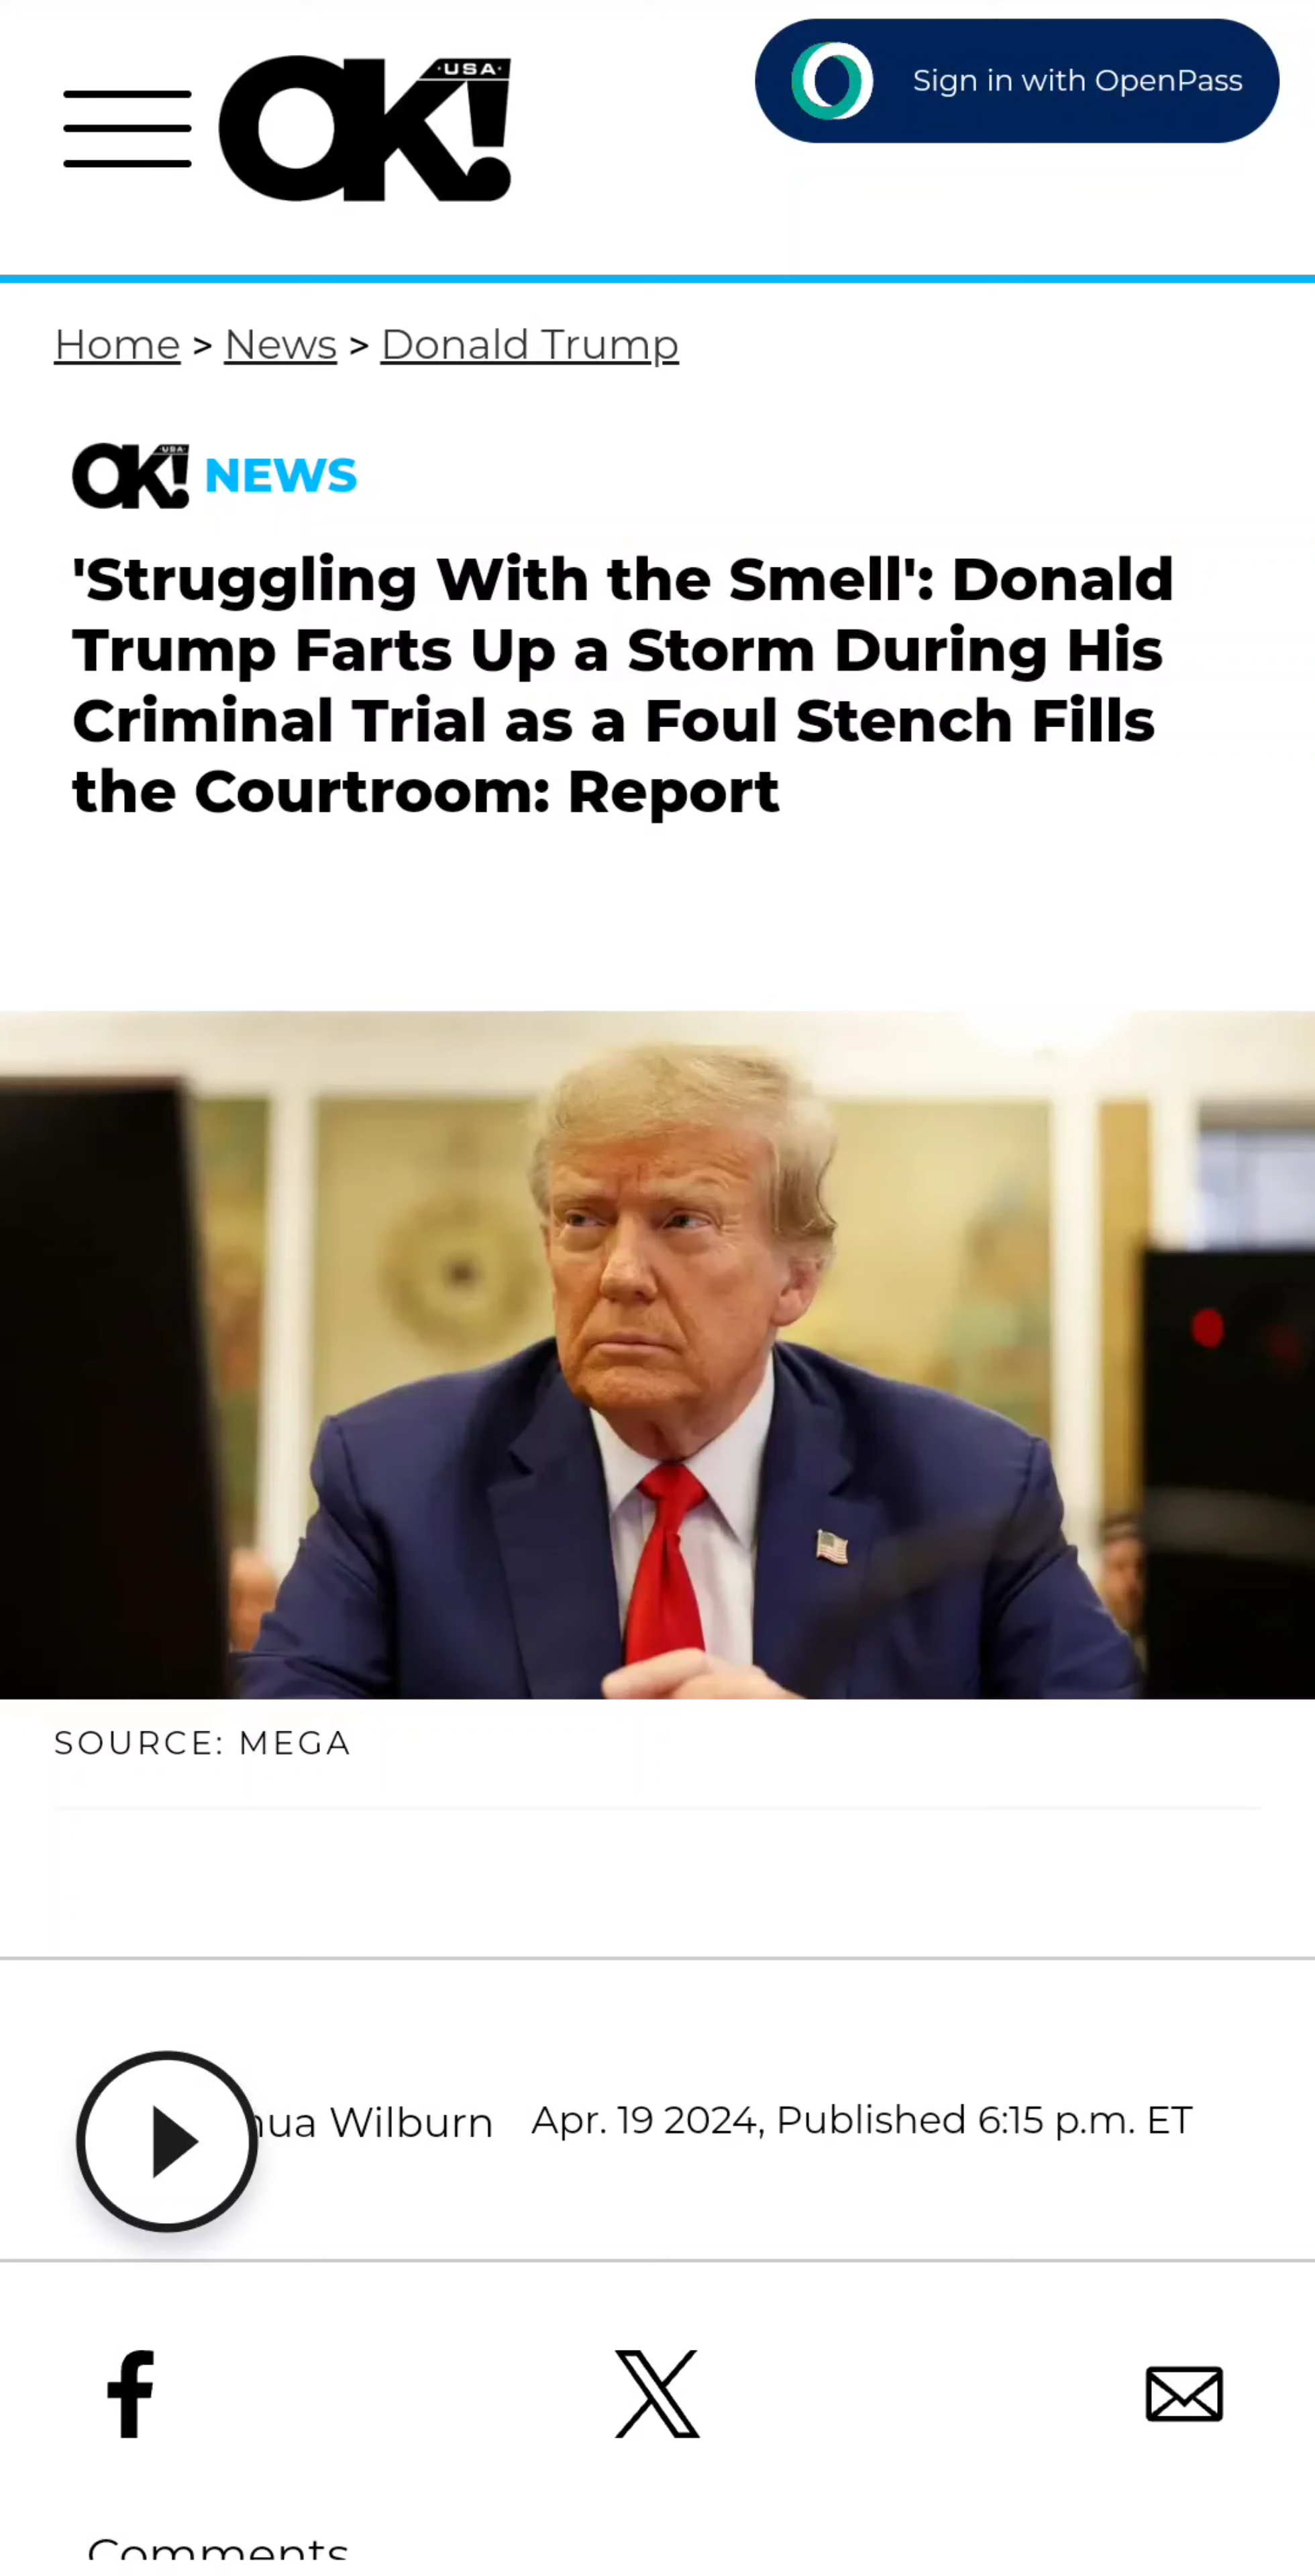 OK!
·USA·
Sign in with OpenPass
Home > News > Donald Trump
OK! NEWS
USA
'Struggling With the Smell': Donald
Trump Farts Up a Storm During His
Criminal Trial as a Foul Stench Fills
the Courtroom: Report
SOURCE: MEGA
Wilburn Apr. 19 2024, Published 6:15 p.m. ET
Comments